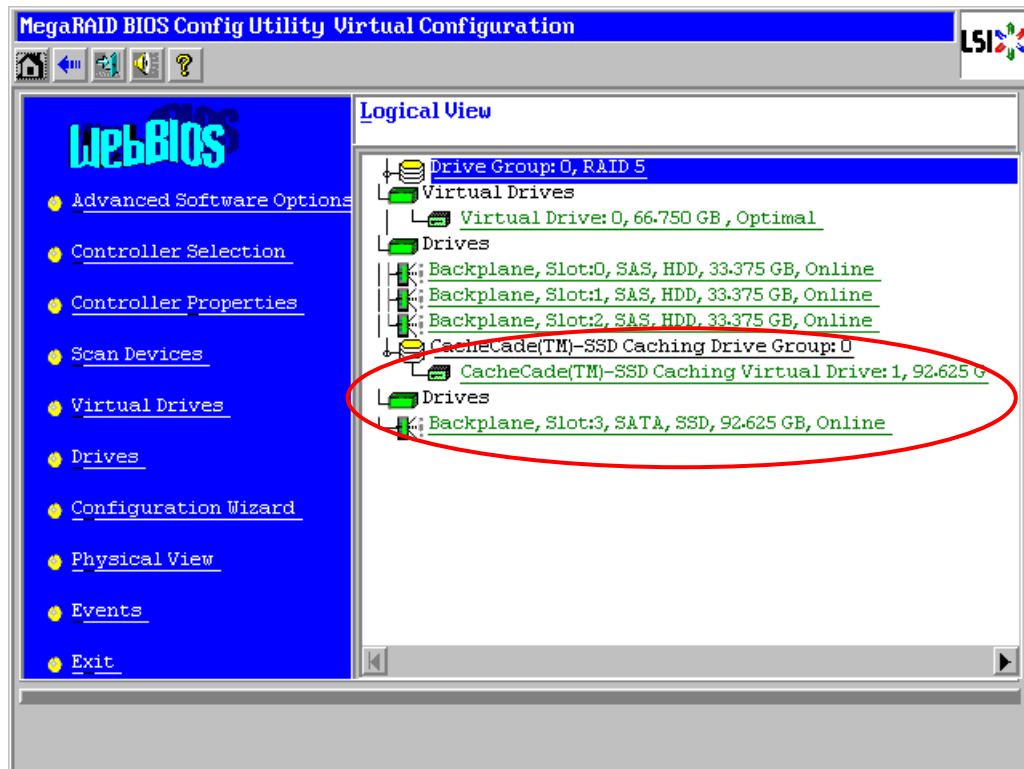 MegaRAID BIOS Config Utility Virtual Configuration
LSI
WebBIOS
Logical View
Advanced Software Options
Controller Selection
Controller Properties
Scan Devices
Virtual Drives
Drives
Configuration Wizard
Physical View
Events
Exit
Drive Group: 0, RAID 5
Virtual Drives
Virtual Drive: 0, 66.750 GB, Optimal
Drives
Backplane, Slot:0, SAS, HDD, 33.375 GB, Online
Backplane, Slot:1, SAS, HDD, 33.375 GB, Online
Backplane, Slot:2, SAS, HDD, 33.375 GB, Online
CacheCade(TM)-SSD Caching Drive Group: 0
CacheCade(TM)-SSD Caching Virtual Drive: 1, 92.625 G
Drives
Backplane, Slot:3, SATA, SSD, 92.625 GB, Online